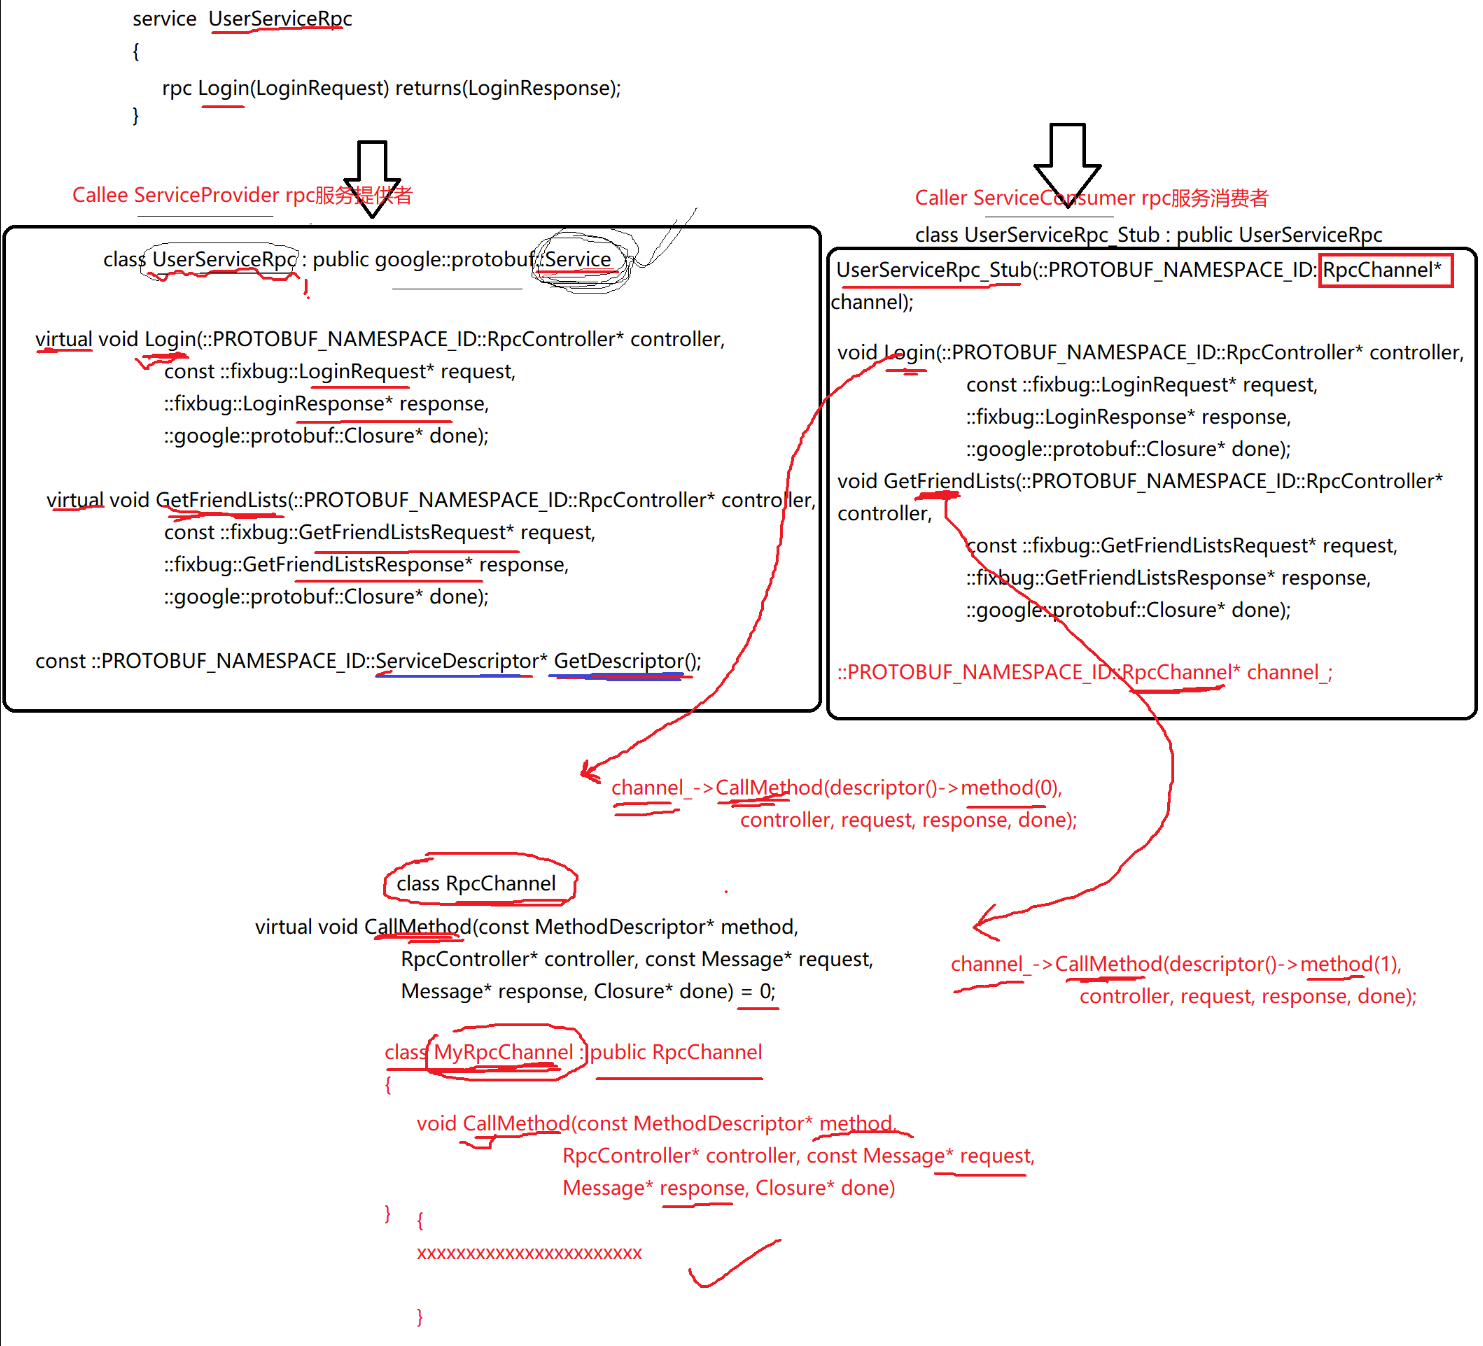 service  UserServiceRpc
{
rpc Login(LoginRequest) returns(LoginResponse);
}
Callee ServiceProvider rpc服务提供者
class UserServiceRpc : public google::protobuf::Service
virtual void Login(::PROTOBUF_NAMESPACE_ID::RpcController* controller,
const ::fixbug::LoginRequest* request,
::fixbug::LoginResponse* response,
::google::protobuf::Closure* done);
virtual void GetFriendLists(::PROTOBUF_NAMESPACE_ID::RpcController* controller,
const ::fixbug::GetFriendListsRequest* request,
::fixbug::GetFriendListsResponse* response,
::google::protobuf::Closure* done);
const ::PROTOBUF_NAMESPACE_ID::ServiceDescriptor* GetDescriptor();
Caller ServiceConsumer rpc服务消费者
class UserServiceRpc_Stub : public UserServiceRpc
UserServiceRpc_Stub(::PROTOBUF_NAMESPACE_ID::RpcChannel*
channel);
void Login(::PROTOBUF_NAMESPACE_ID::RpcController* controller,
const ::fixbug::LoginRequest* request,
::fixbug::LoginResponse* response,
::google::protobuf::Closure* done);
void GetFriendLists(::PROTOBUF_NAMESPACE_ID::RpcController*
controller,
const ::fixbug::GetFriendListsRequest* request,
::fixbug::GetFriendListsResponse* response,
::google::protobuf::Closure* done);
::PROTOBUF_NAMESPACE_ID::RpcChannel* channel_;
channel_->CallMethod(descriptor()->method(0),
controller, request, response, done);
class RpcChannel
virtual void CallMethod(const MethodDescriptor* method,
RpcController* controller, const Message* request,
Message* response, Closure* done) = 0;
channel_->CallMethod(descriptor()->method(1),
controller, request, response, done);
class MyRpcChannel : public RpcChannel
{
void CallMethod(const MethodDescriptor* method,
RpcController* controller, const Message* request,
Message* response, Closure* done)
}
{
xxxxxxxxxxxxxxxxxxxxxxx
}